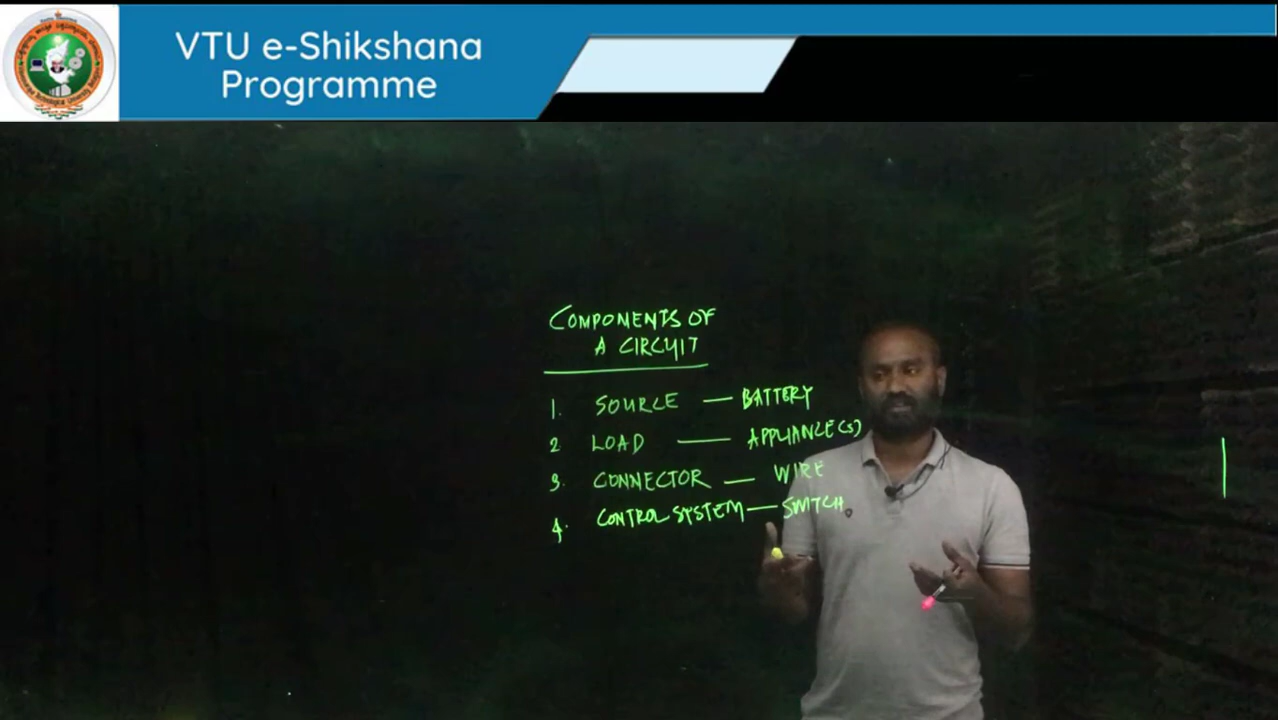 VTU e-Shikshana
Programme
COMPONENTS OF
A CIRCUIT
1. SOURCE — BATTERY
2 LOAD — APPLIANCE(S)
3. CONNECTOR — WIRE
4. CONTROL SYSTEM — SWITCH.